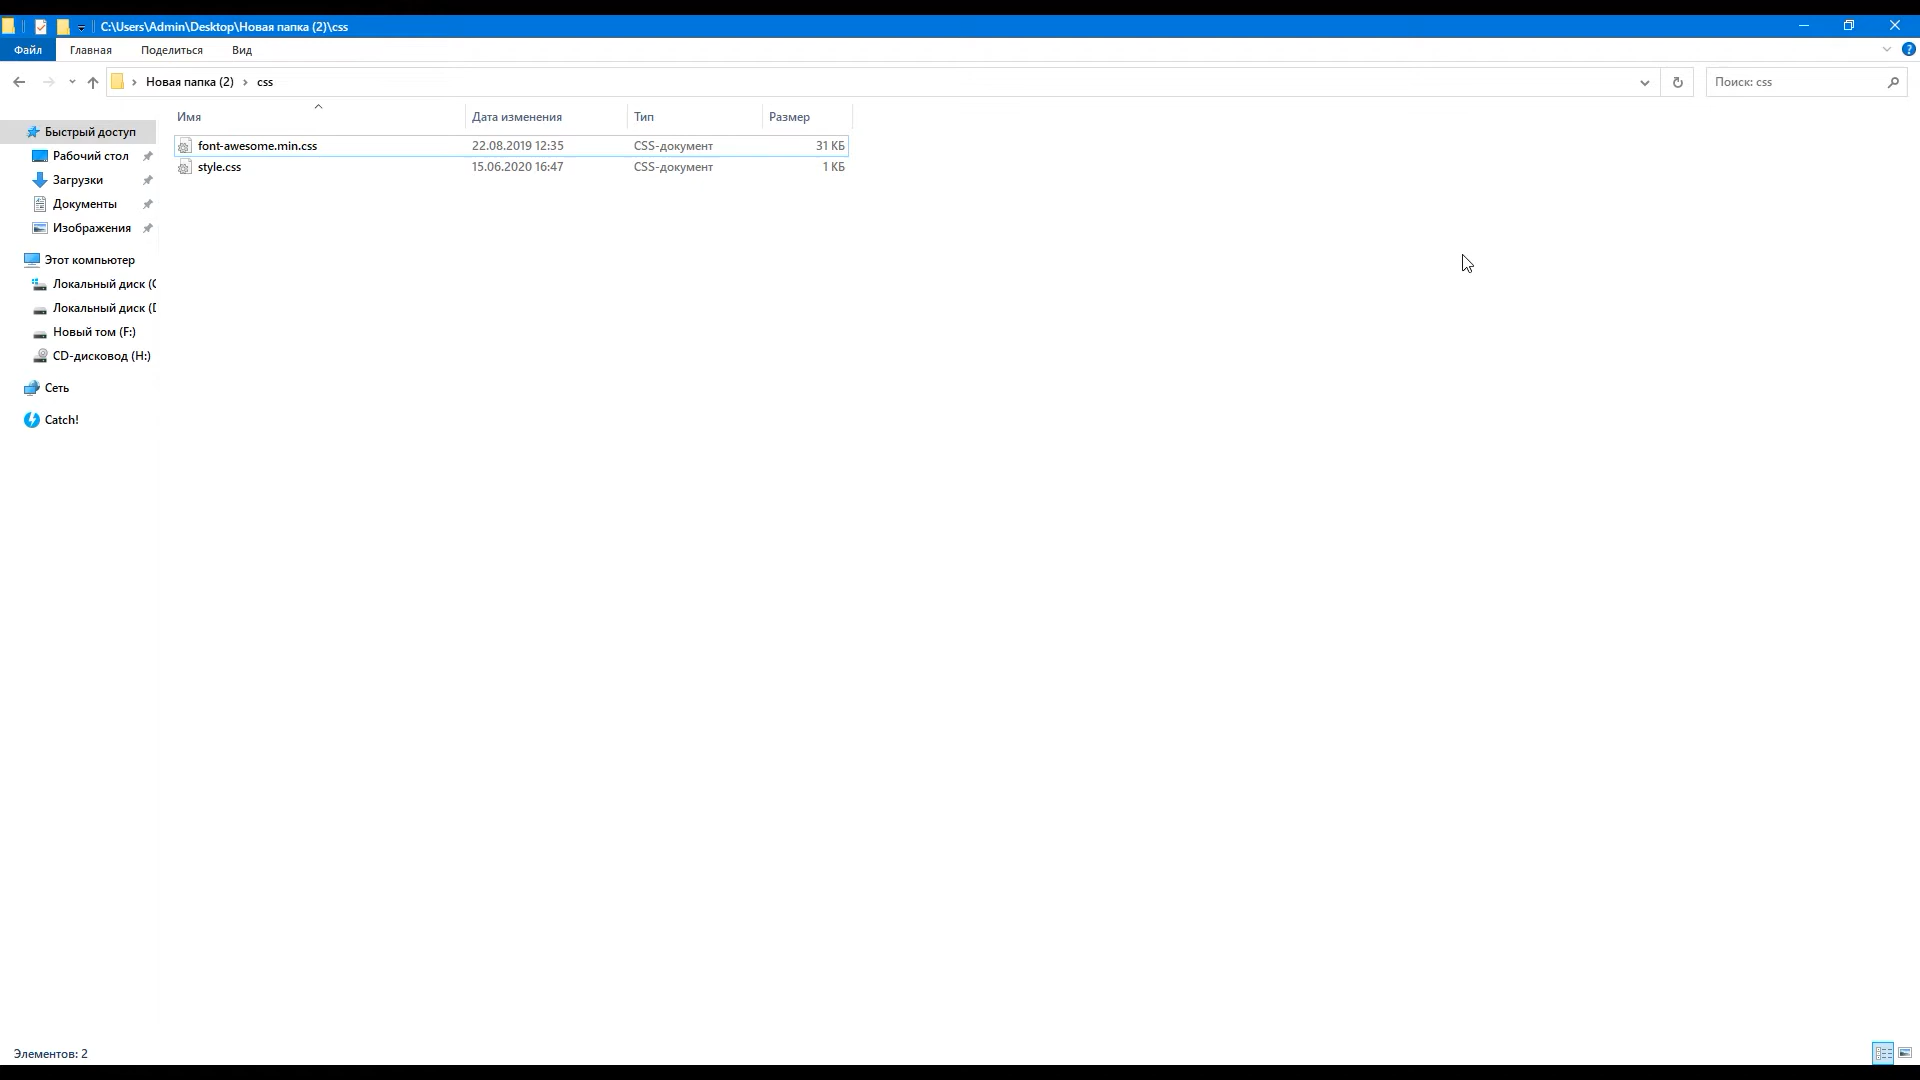 C:\Users\Admin\Desktop\Новая папка (2)\css
Файл Главная Поделиться Вид
Новая папка (2) css Поиск: css
Имя Дата изменения Тип Размер
font-awesome.min.css 22.08.2019 12:35 CSS-документ 31 КБ
style.css 15.06.2020 16:47 CSS-документ 1 КБ
Быстрый доступ
Рабочий стол
Загрузки
Документы
Изображения
Этот компьютер
Локальный диск (C
Локальный диск (D
Новый том (F:)
CD-дисковод (H:)
Сеть
Catch!
Элементов: 2